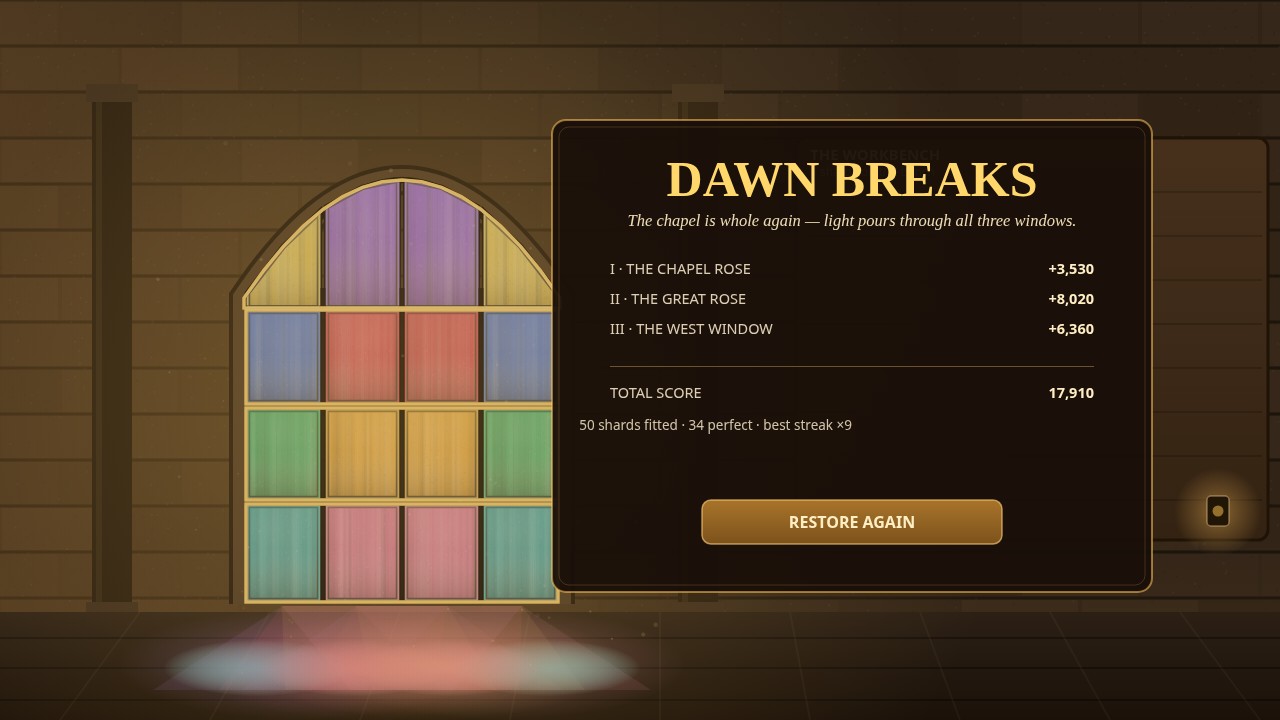 THE WORKBENCH
DAWN BREAKS
The chapel is whole again — light pours through all three windows.
I · THE CHAPEL ROSE +3,530
II · THE GREAT ROSE +8,020
III · THE WEST WINDOW +6,360
TOTAL SCORE 17,910
50 shards fitted · 34 perfect · best streak ×9
RESTORE AGAIN